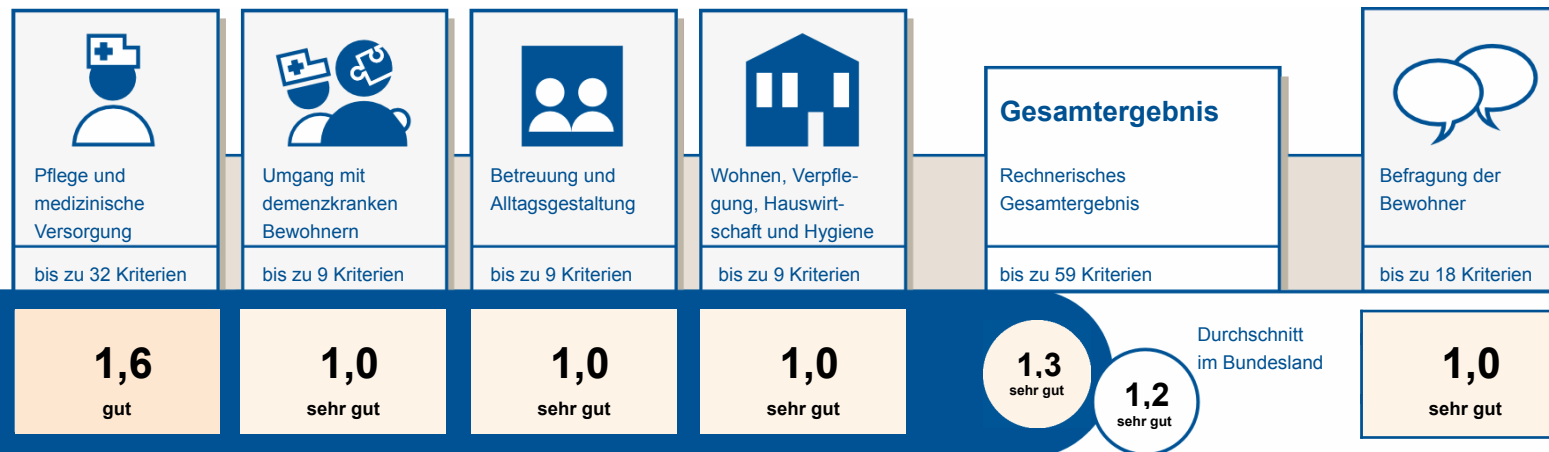 Pflege und
medizinische
Versorgung
bis zu 32 Kriterien
1,6
gut
Umgang mit
demenzkranken
Bewohnern
bis zu 9 Kriterien
1,0
sehr gut
Betreuung und
Alltagsgestaltung
bis zu 9 Kriterien
1,0
sehr gut
Wohnen, Verpfle-
gung, Hauswirt-
schaft und Hygiene
bis zu 9 Kriterien
1,0
sehr gut
Gesamtergebnis
Rechnerisches
Gesamtergebnis
bis zu 59 Kriterien
1,3
sehr gut
1,2
sehr gut
Durchschnitt
im Bundesland
Befragung der
Bewohner
bis zu 18 Kriterien
1,0
sehr gut